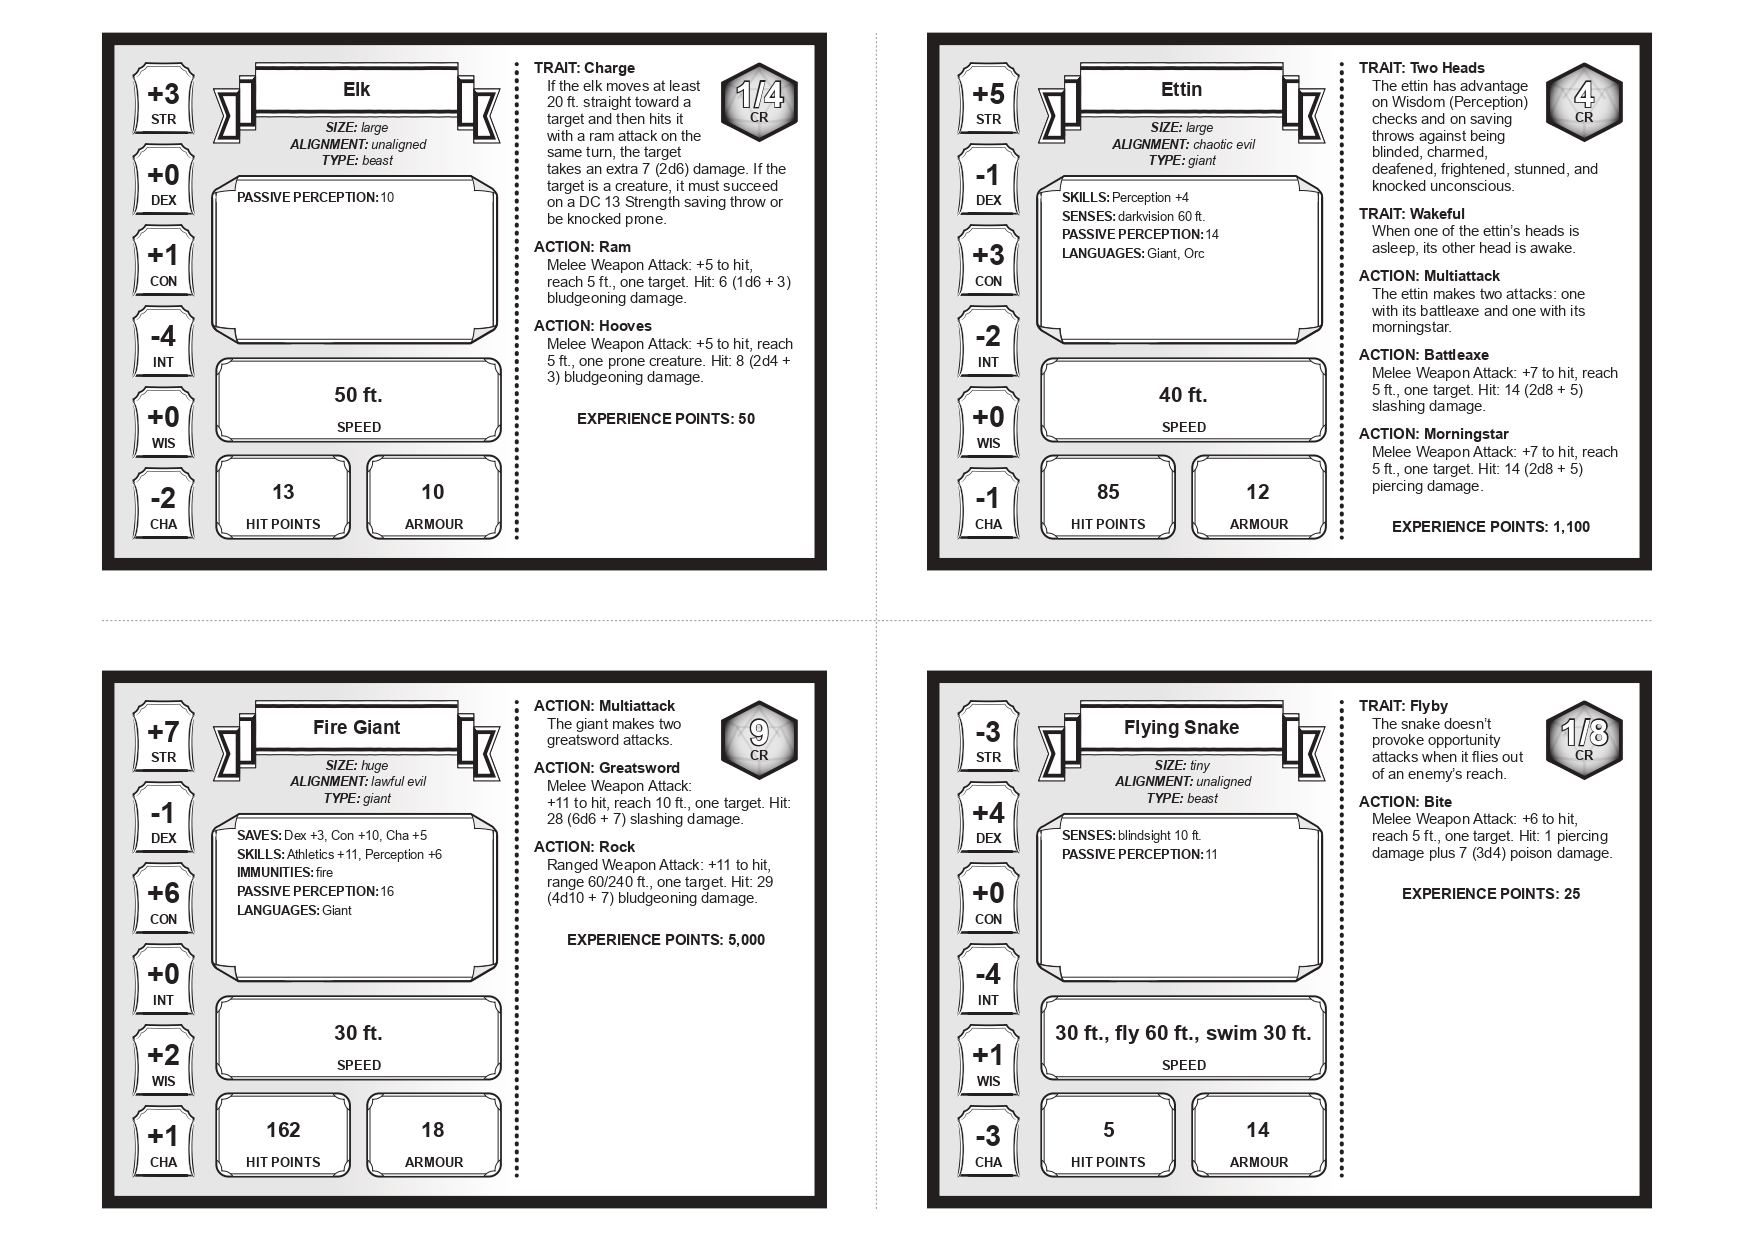 +3
STR
+0
DEX
+1
CON
-4
INT
+0
WIS
-2
CHA
Elk
SIZE: large
ALIGNMENT: unaligned
TYPE: beast
PASSIVE PERCEPTION: 10
50 ft.
SPEED
13
HIT POINTS
10
ARMOUR
TRAIT: Charge
If the elk moves at least
20 ft. straight toward a
target and then hits it
with a ram attack on the
same turn, the target
takes an extra 7 (2d6) damage. If the
target is a creature, it must succeed
on a DC 13 Strength saving throw or
be knocked prone.
ACTION: Ram
Melee Weapon Attack: +5 to hit,
reach 5 ft., one target. Hit: 6 (1d6 + 3)
bludgeoning damage.
ACTION: Hooves
Melee Weapon Attack: +5 to hit, reach
5 ft., one prone creature. Hit: 8 (2d4 +
3) bludgeoning damage.
EXPERIENCE POINTS: 50
1/4
CR
+5
STR
-1
DEX
+3
CON
-2
INT
+0
WIS
-1
CHA
Ettin
SIZE: large
ALIGNMENT: chaotic evil
TYPE: giant
SKILLS: Perception +4
SENSES: darkvision 60 ft.
PASSIVE PERCEPTION: 14
LANGUAGES: Giant, Orc
40 ft.
SPEED
85
HIT POINTS
12
ARMOUR
TRAIT: Two Heads
The ettin has advantage
on Wisdom (Perception)
checks and on saving
throws against being
blinded, charmed,
deafened, frightened, stunned, and
knocked unconscious.
TRAIT: Wakeful
When one of the ettin's heads is
asleep, its other head is awake.
ACTION: Multiattack
The ettin makes two attacks: one
with its battleaxe and one with its
morningstar.
ACTION: Battleaxe
Melee Weapon Attack: +7 to hit, reach
5 ft., one target. Hit: 14 (2d8 + 5)
slashing damage.
ACTION: Morningstar
Melee Weapon Attack: +7 to hit, reach
5 ft., one target. Hit: 14 (2d8 + 5)
piercing damage.
EXPERIENCE POINTS: 1,100
4
CR
+7
STR
-1
DEX
+6
CON
+0
INT
+2
WIS
+1
CHA
Fire Giant
SIZE: huge
ALIGNMENT: lawful evil
TYPE: giant
SAVES: Dex +3, Con +10, Cha +5
SKILLS: Athletics +11, Perception +6
IMMUNITIES: fire
PASSIVE PERCEPTION: 16
LANGUAGES: Giant
30 ft.
SPEED
162
HIT POINTS
18
ARMOUR
ACTION: Multiattack
The giant makes two
greatsword attacks.
ACTION: Greatsword
Melee Weapon Attack:
+11 to hit, reach 10 ft., one target. Hit:
28 (6d6 + 7) slashing damage.
ACTION: Rock
Ranged Weapon Attack: +11 to hit,
range 60/240 ft., one target. Hit: 29
(4d10 + 7) bludgeoning damage.
EXPERIENCE POINTS: 5,000
9
CR
-3
STR
+4
DEX
+0
CON
-4
INT
+1
WIS
-3
CHA
Flying Snake
SIZE: tiny
ALIGNMENT: unaligned
TYPE: beast
SENSES: blindsight 10 ft.
PASSIVE PERCEPTION: 11
30 ft., fly 60 ft., swim 30 ft.
SPEED
5
HIT POINTS
14
ARMOUR
TRAIT: Flyby
The snake doesn't
provoke opportunity
attacks when it flies out
of an enemy's reach.
ACTION: Bite
Melee Weapon Attack: +6 to hit,
reach 5 ft., one target. Hit: 1 piercing
damage plus 7 (3d4) poison damage.
EXPERIENCE POINTS: 25
1/8
CR